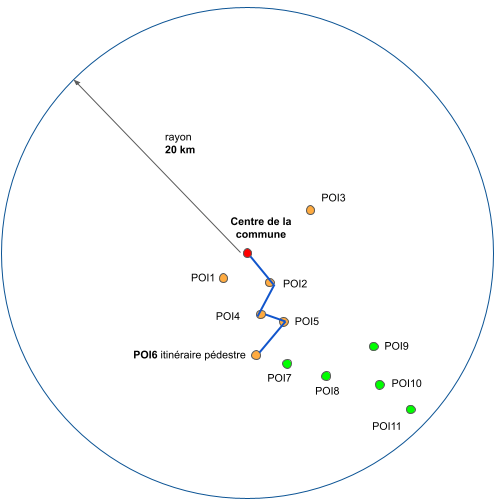 rayon
20 km
POI3
Centre de la
commune
POI1
POI2
POI4
POI5
POI6 itinéraire pédestre
POI9
POI7
POI8
POI10
POI11